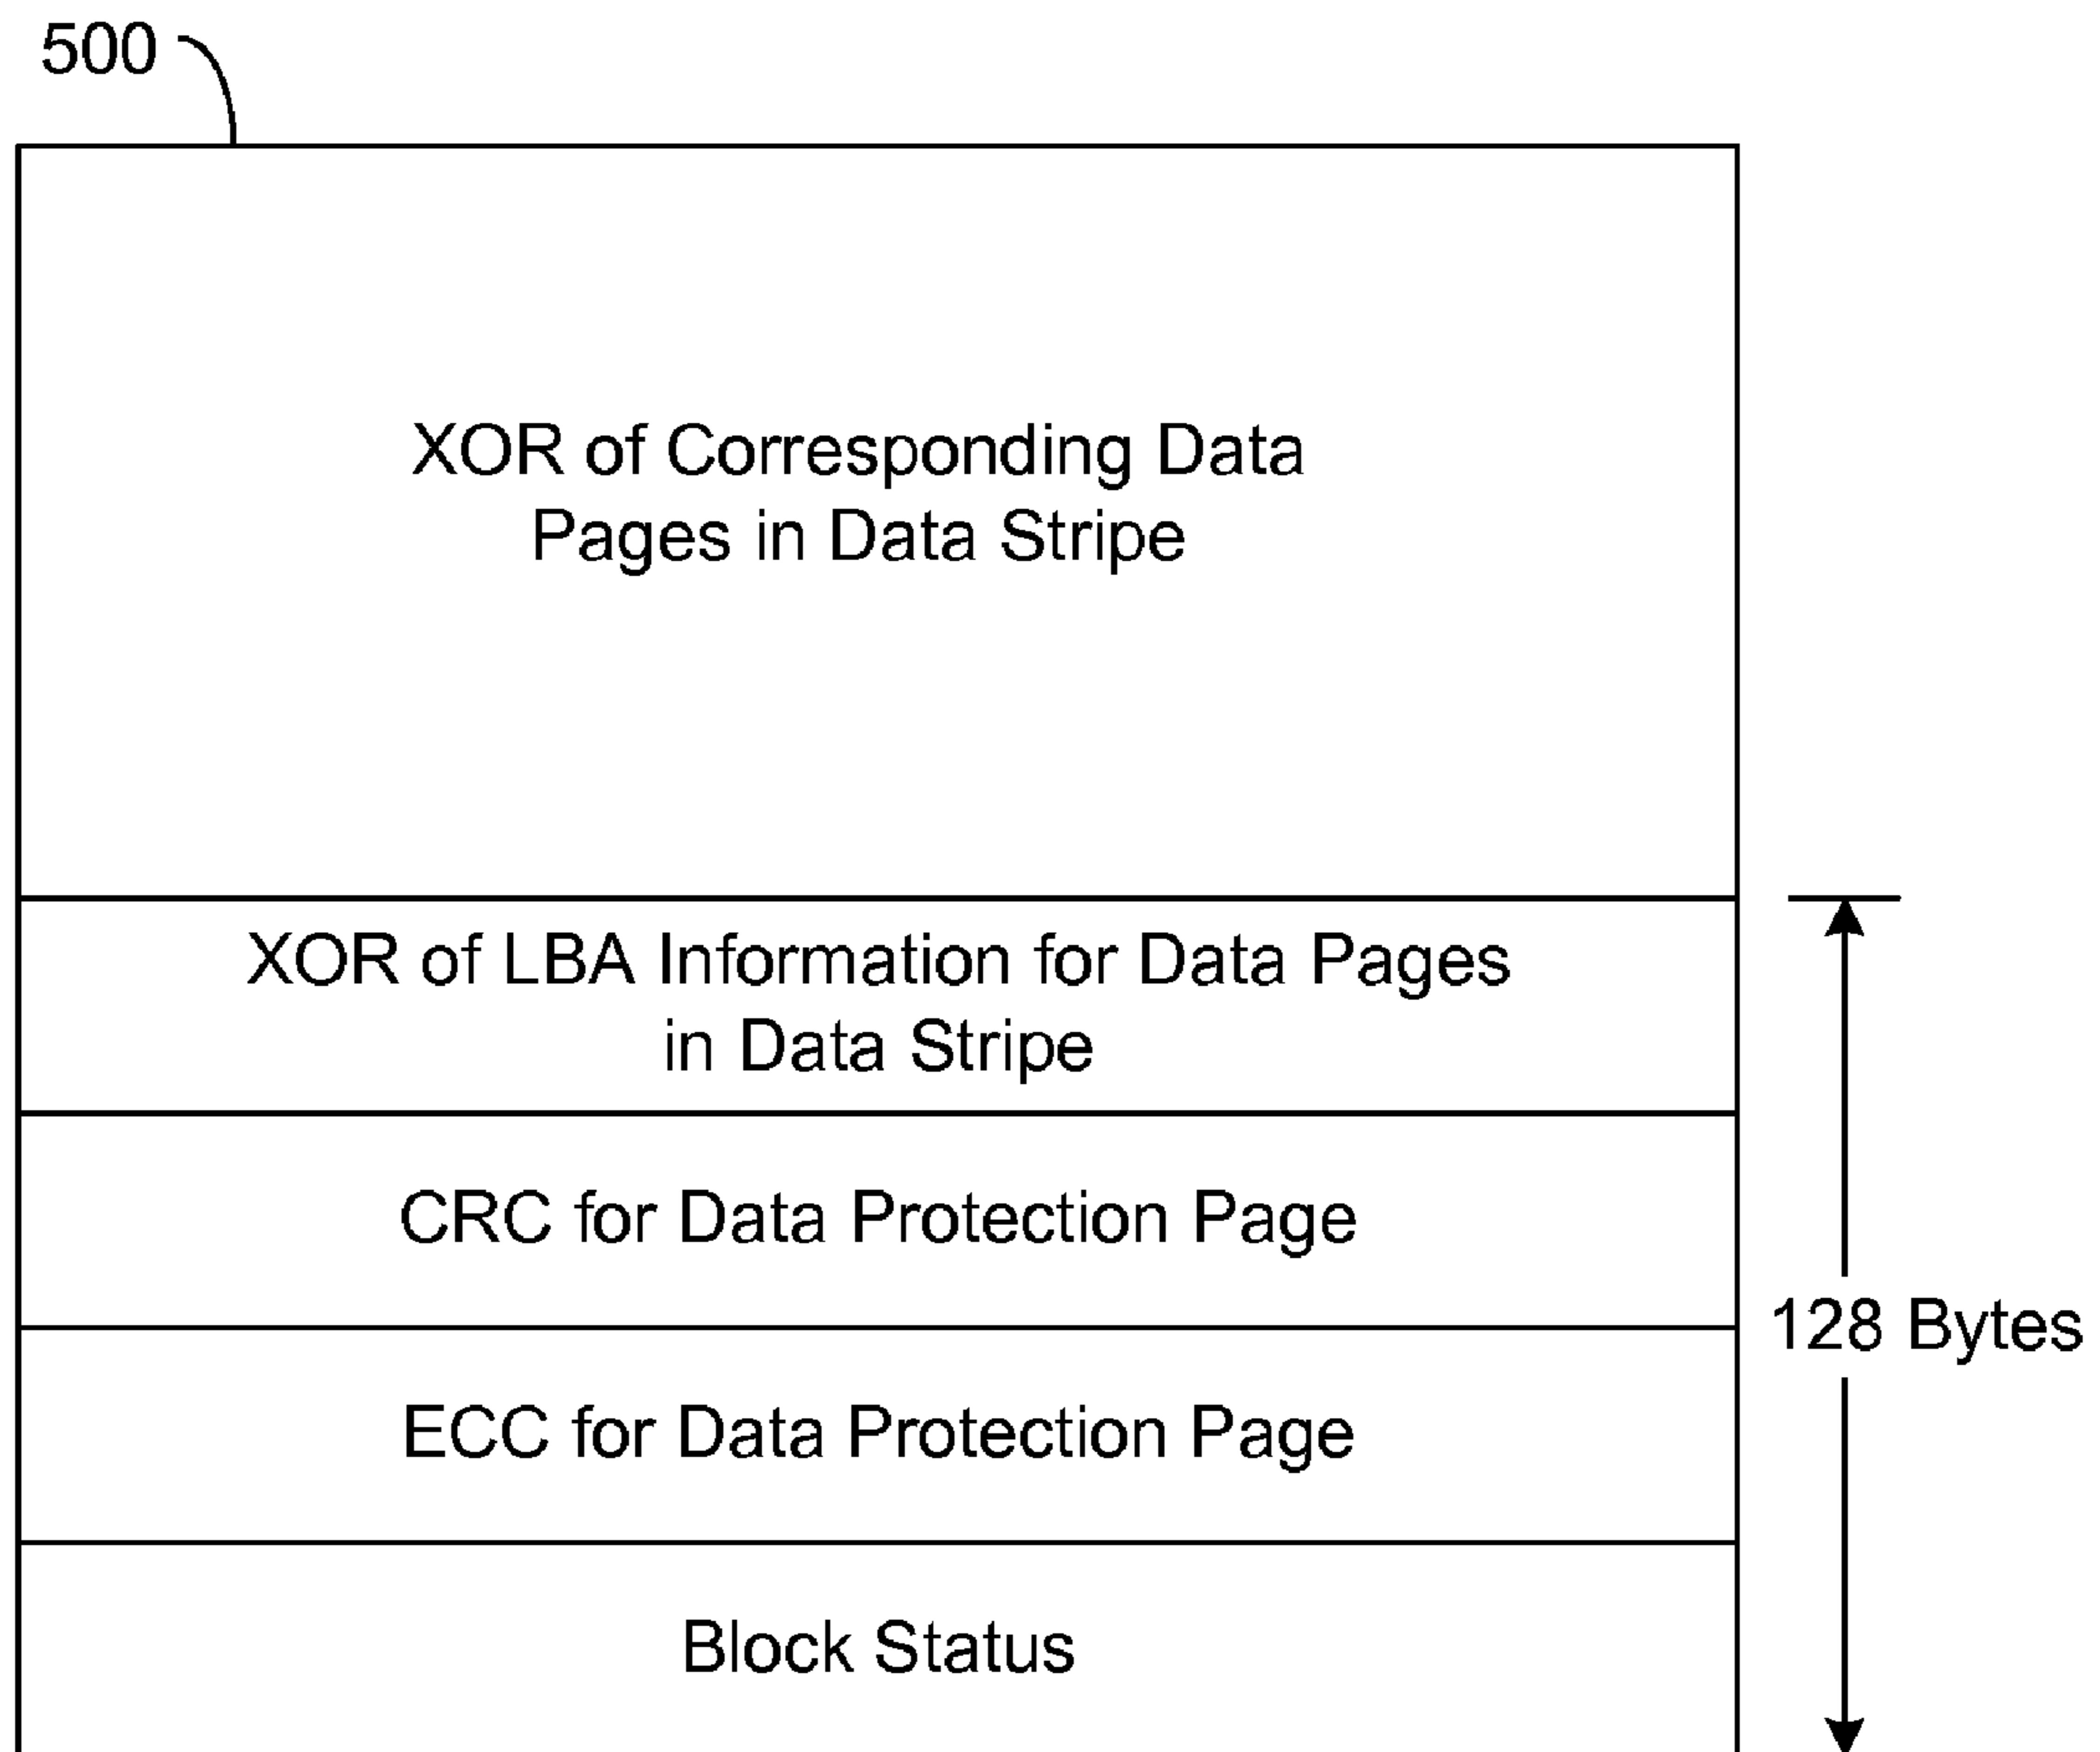 500
XOR of Corresponding Data
Pages in Data Stripe
XOR of LBA Information for Data Pages
in Data Stripe
CRC for Data Protection Page
128 Bytes
ECC for Data Protection Page
Block Status